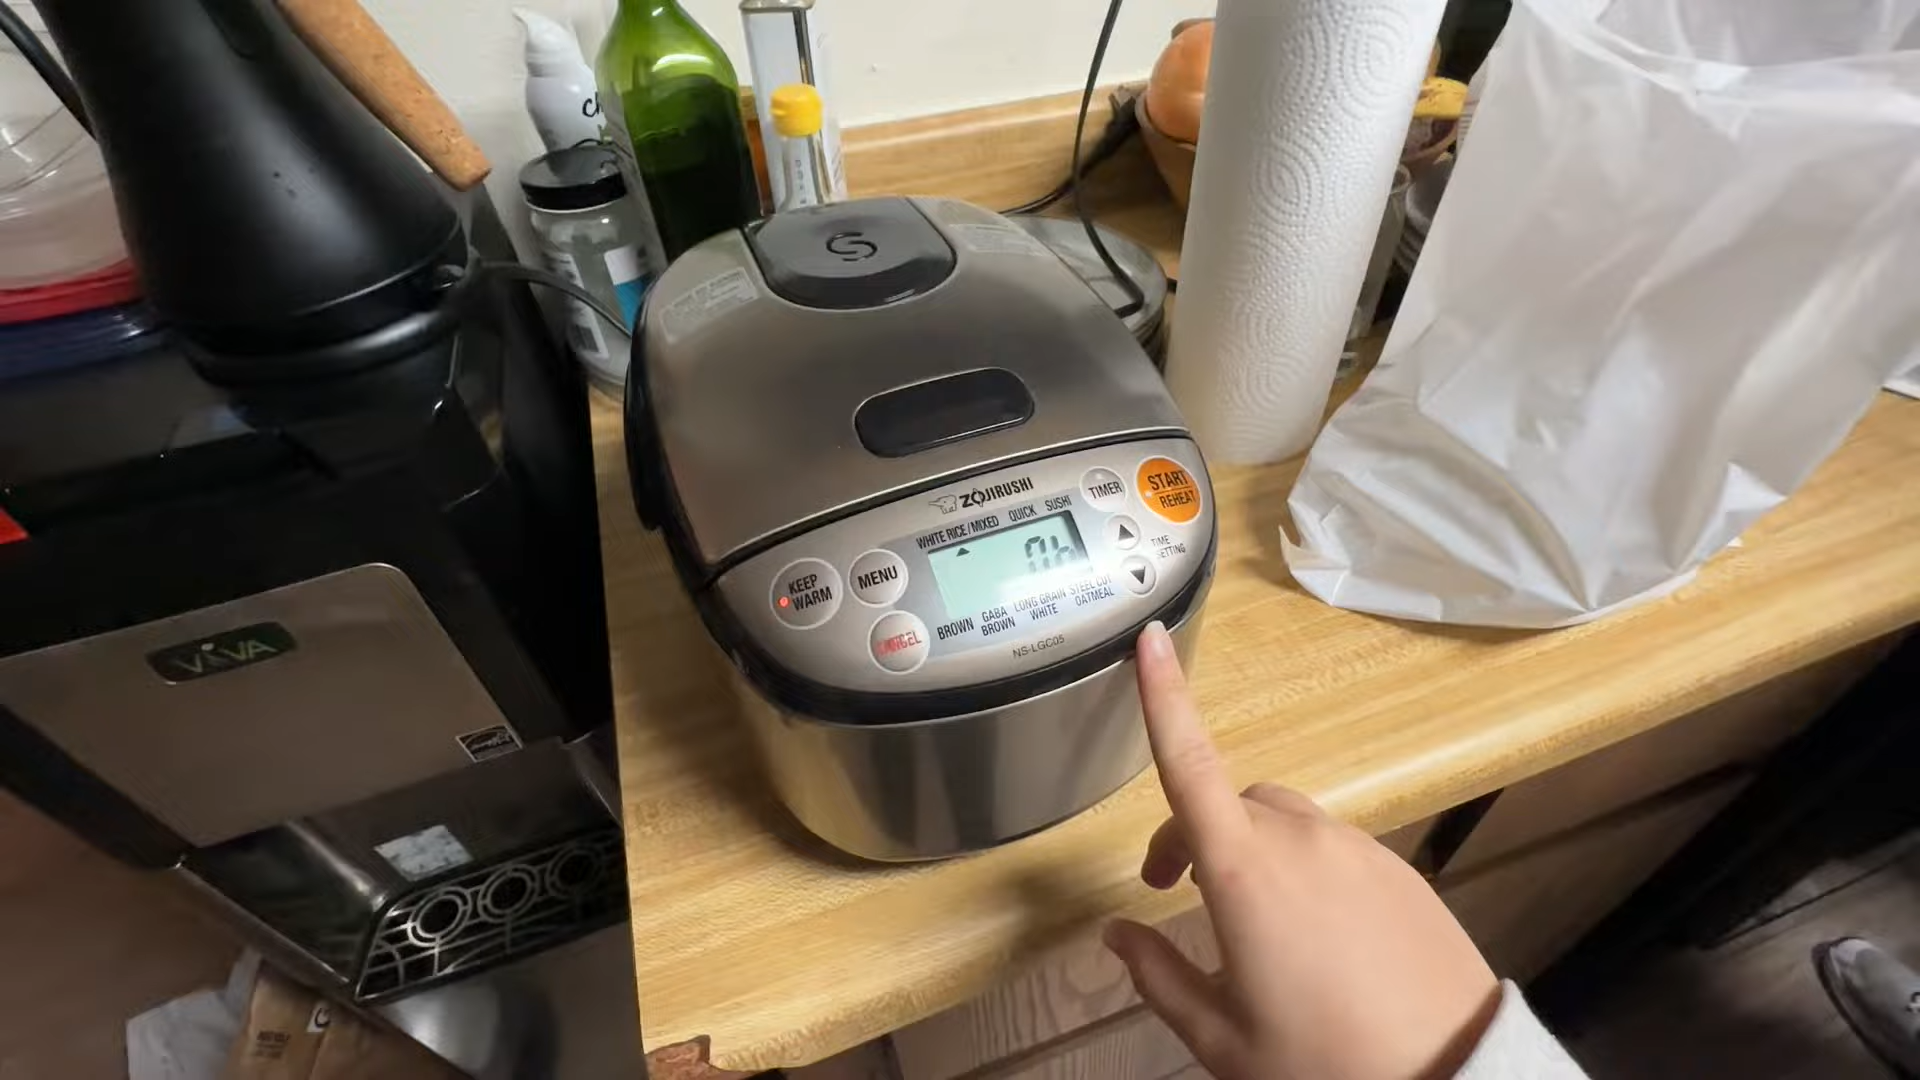 ZOJIRUSHI
WHITE RICE/MIXED QUICK SUSHI
TIMER
START
REHEAT
KEEP
WARM
MENU
TIME
SETTING
CANCEL
BROWN
GABA
BROWN
LONG GRAIN
WHITE
STEEL CUT
OATMEAL
NS-LGC05
VIVA